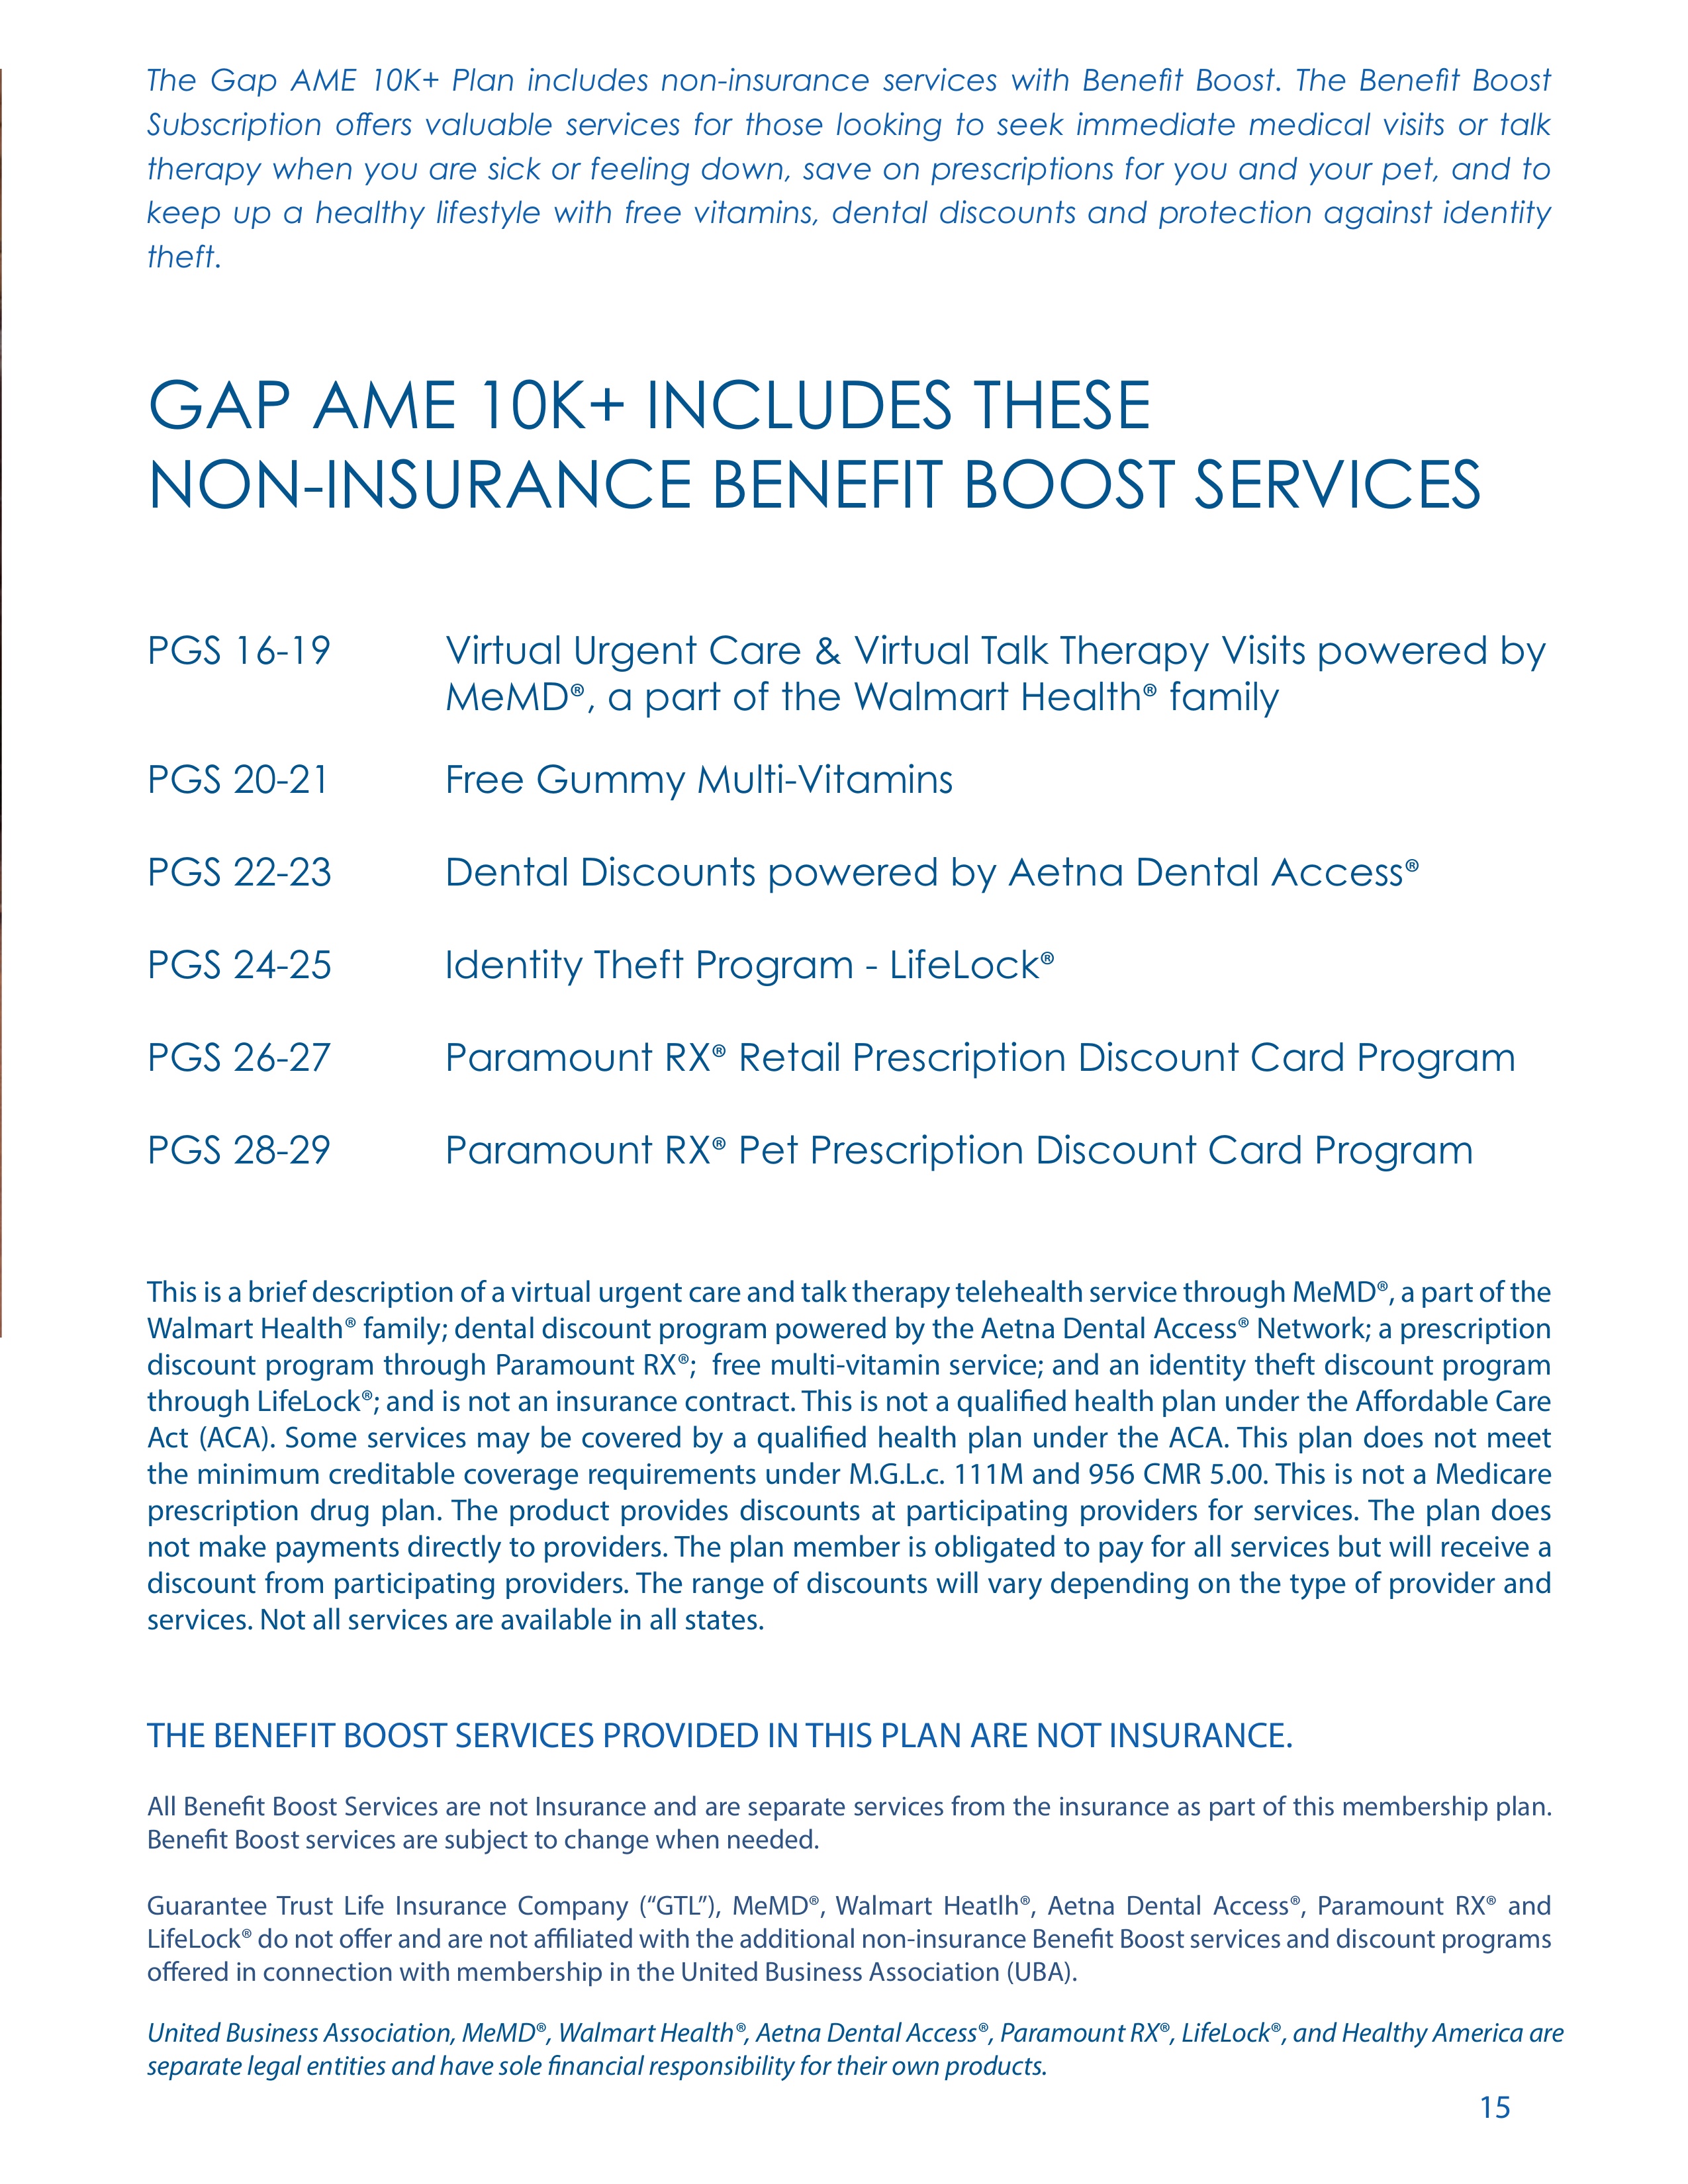 The Gap AME 10K+ Plan includes non-insurance services with Benefit Boost. The Benefit Boost
Subscription offers valuable services for those looking to seek immediate medical visits or talk
therapy when you are sick or feeling down, save on prescriptions for you and your pet, and to
keep up a healthy lifestyle with free vitamins, dental discounts and protection against identity
theft.
GAP AME 10K+ INCLUDES THESE
NON-INSURANCE BENEFIT BOOST SERVICES
PGS 16-19 Virtual Urgent Care & Virtual Talk Therapy Visits powered by
MeMD®, a part of the Walmart Health® family
PGS 20-21 Free Gummy Multi-Vitamins
PGS 22-23 Dental Discounts powered by Aetna Dental Access®
PGS 24-25 Identity Theft Program - LifeLock®
PGS 26-27 Paramount RX® Retail Prescription Discount Card Program
PGS 28-29 Paramount RX® Pet Prescription Discount Card Program
This is a brief description of a virtual urgent care and talk therapy telehealth service through MeMD®, a part of the
Walmart Health® family; dental discount program powered by the Aetna Dental Access® Network; a prescription
discount program through Paramount RX®; free multi-vitamin service; and an identity theft discount program
through LifeLock®; and is not an insurance contract. This is not a qualified health plan under the Affordable Care
Act (ACA). Some services may be covered by a qualified health plan under the ACA. This plan does not meet
the minimum creditable coverage requirements under M.G.L.c. 111M and 956 CMR 5.00. This is not a Medicare
prescription drug plan. The product provides discounts at participating providers for services. The plan does
not make payments directly to providers. The plan member is obligated to pay for all services but will receive a
discount from participating providers. The range of discounts will vary depending on the type of provider and
services. Not all services are available in all states.
THE BENEFIT BOOST SERVICES PROVIDED IN THIS PLAN ARE NOT INSURANCE.
All Benefit Boost Services are not Insurance and are separate services from the insurance as part of this membership plan.
Benefit Boost services are subject to change when needed.
Guarantee Trust Life Insurance Company (“GTL”), MeMD®, Walmart Heatlh®, Aetna Dental Access®, Paramount RX® and
LifeLock® do not offer and are not affiliated with the additional non-insurance Benefit Boost services and discount programs
offered in connection with membership in the United Business Association (UBA).
United Business Association, MeMD®, Walmart Health®, Aetna Dental Access®, Paramount RX®, LifeLock®, and Healthy America are
separate legal entities and have sole financial responsibility for their own products.
15